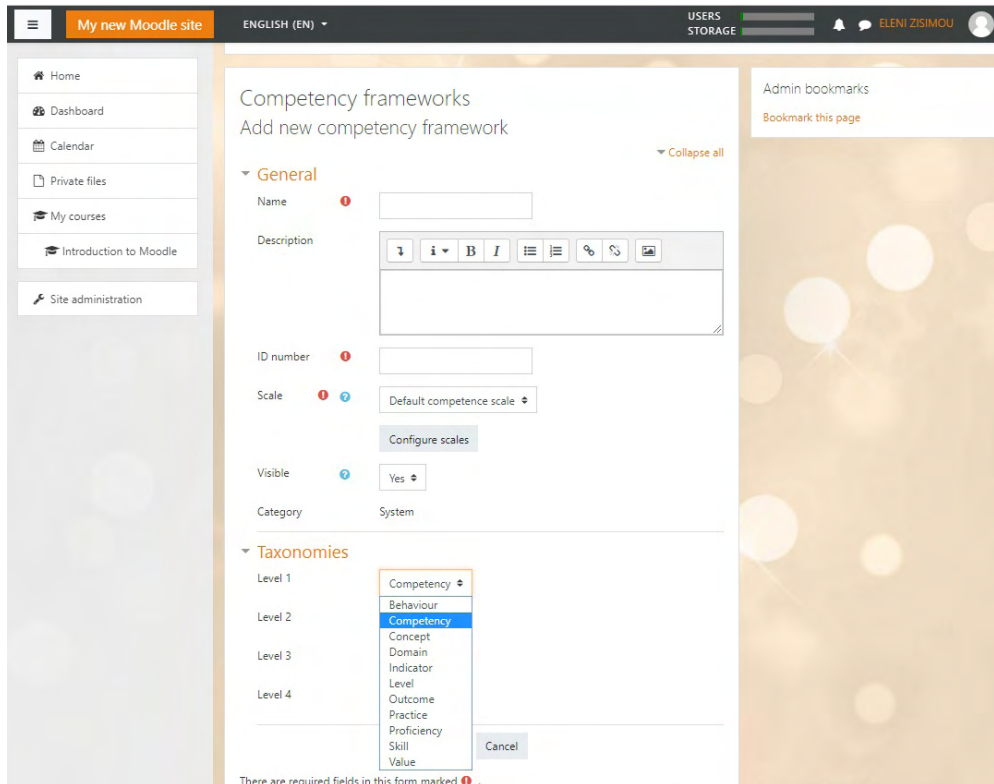 My new Moodle site
ENGLISH (EN)
USERS
STORAGE
ELENI ZISIMOU
Home
Dashboard
Calendar
Private files
My courses
Introduction to Moodle
Site administration
Competency frameworks
Add new competency framework
Collapse all
General
Name
Description
B I
ID number
Scale
Default competence scale
Configure scales
Visible
Yes
Category System
Taxonomies
Level 1
Competency
Behaviour
Competency
Concept
Domain
Indicator
Level
Outcome
Practice
Proficiency
Skill
Value
Level 2
Level 3
Level 4
Cancel
There are required fields in this form marked
Admin bookmarks
Bookmark this page